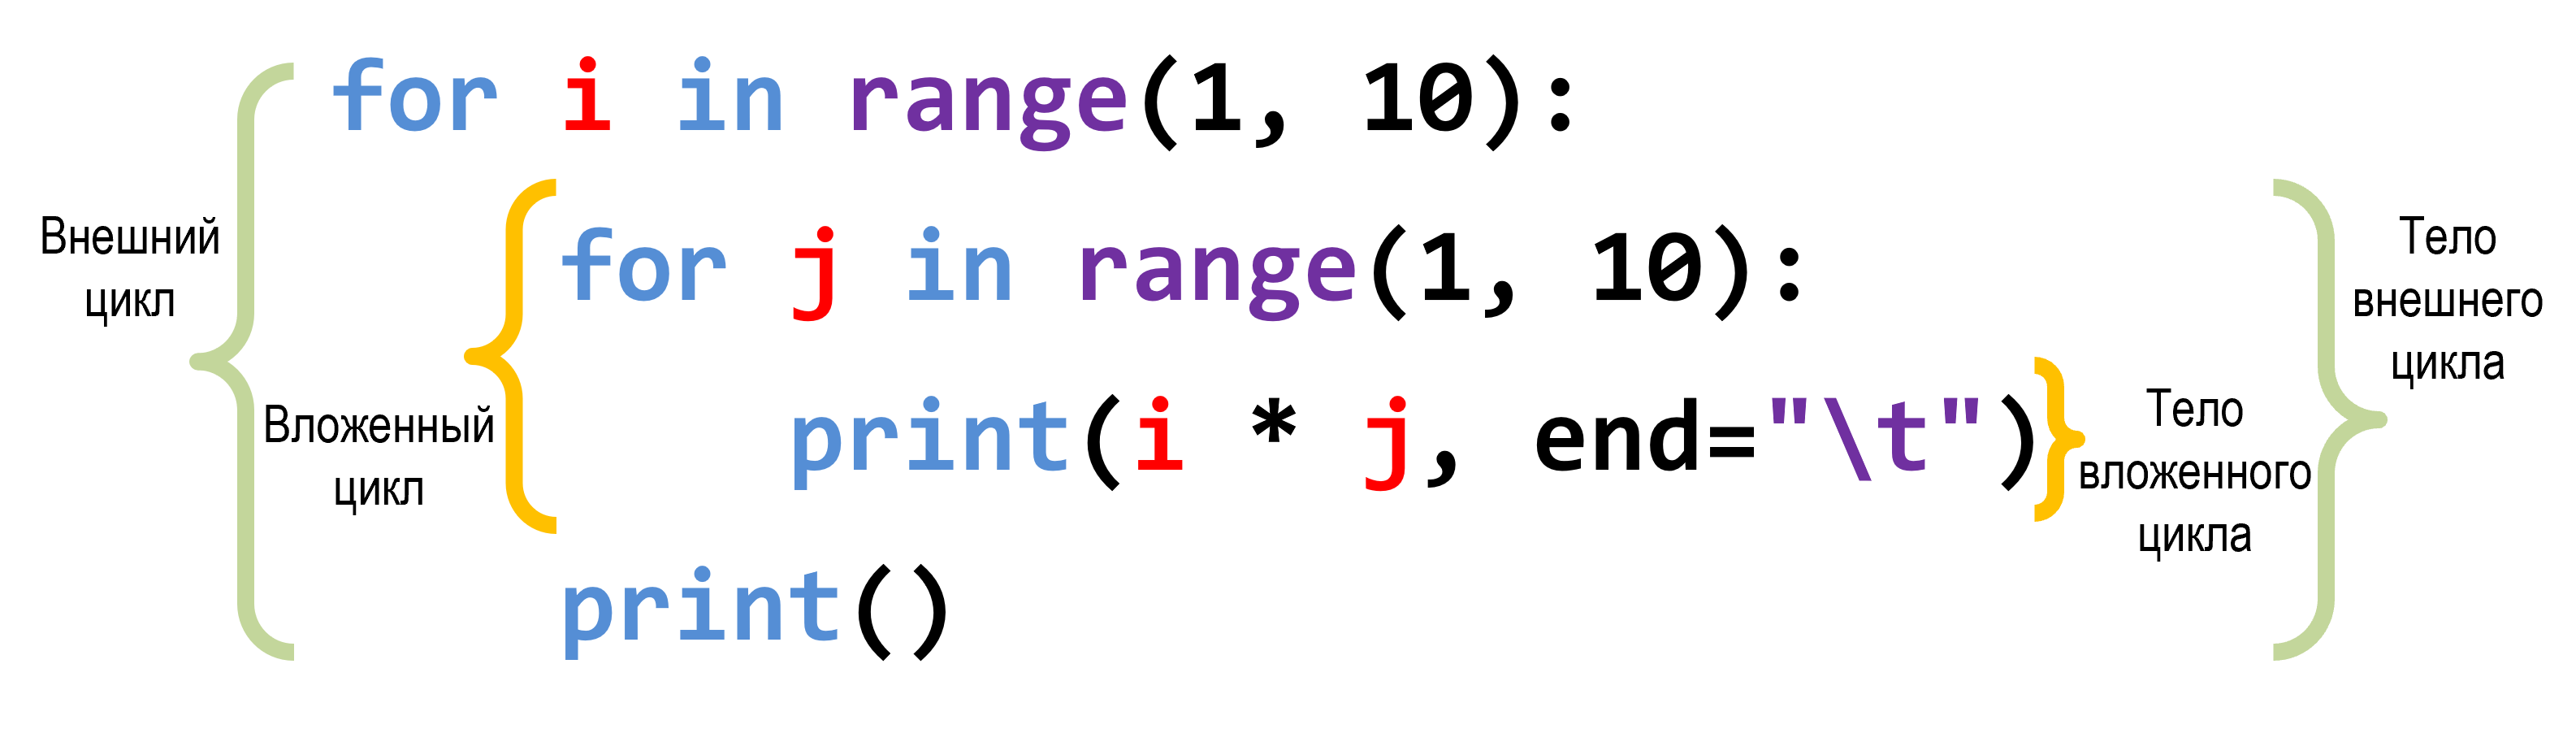 for i in range(1, 10):
for j in range(1, 10):
print(i * j, end="\t")
print()
Внешний
цикл
Вложенный
цикл
Тело
вложенного
цикла
Тело
внешнего
цикла